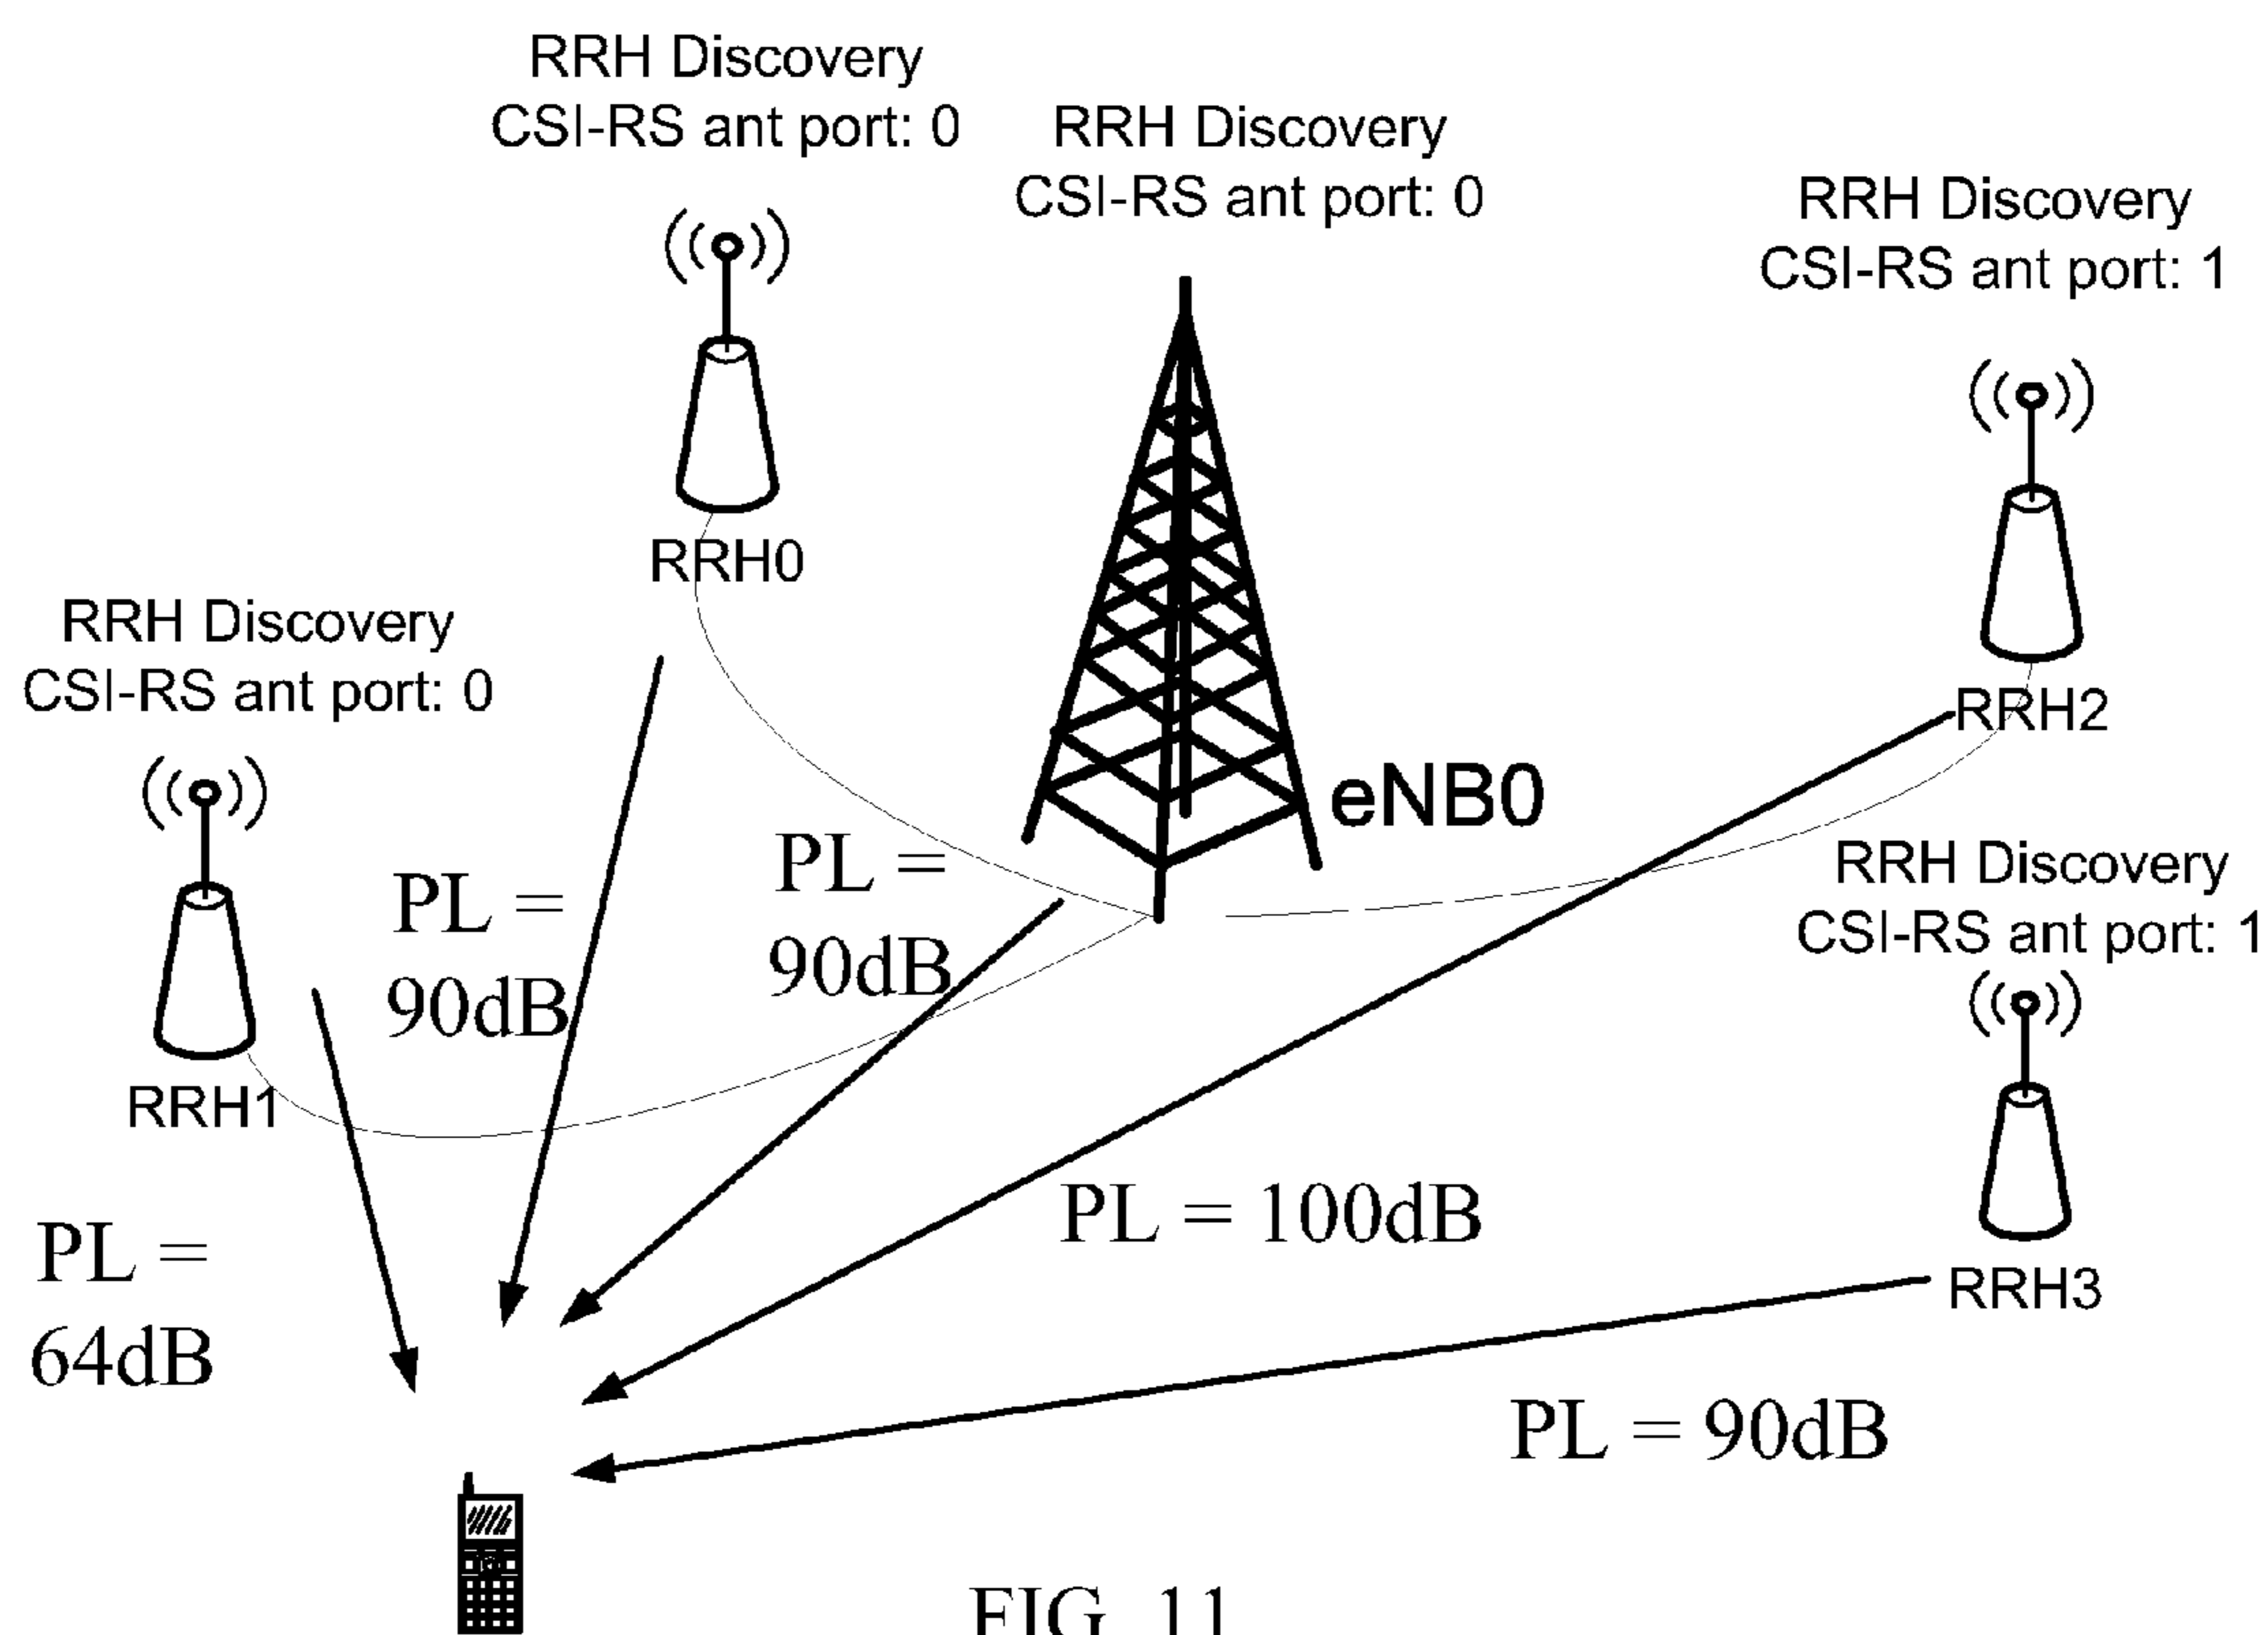 RRH Discovery
CSI-RS ant port: 0
RRH Discovery
CSI-RS ant port: 0
RRH Discovery
CSI-RS ant port: 1
RRH0
RRH Discovery
CSI-RS ant port: 0
RRH2
eNB0
PL =
90dB
PL =
90dB
RRH Discovery
CSI-RS ant port: 1
RRH1
PL = 100dB
PL =
64dB
RRH3
PL = 90dB
FIG. 11